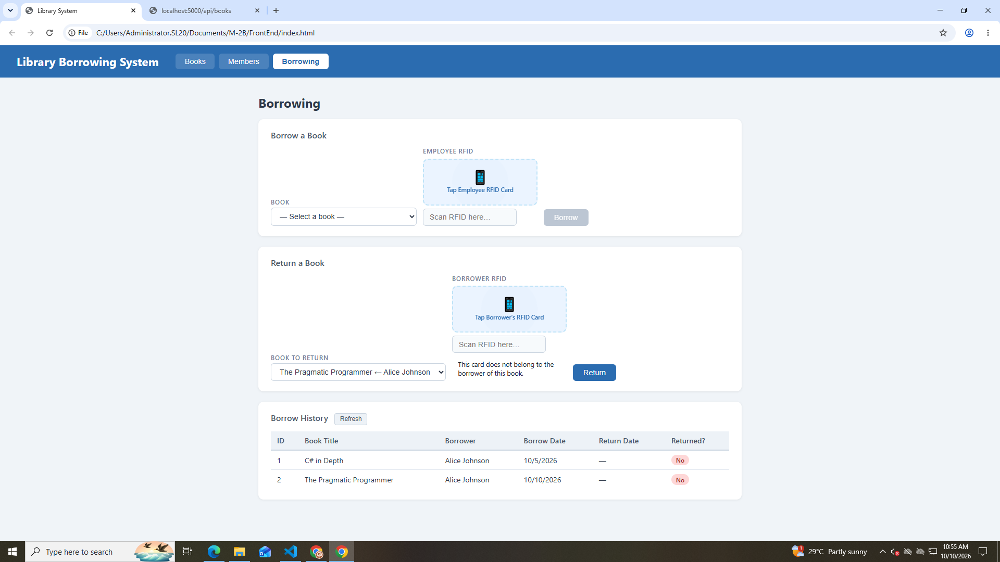 Library System
localhost:5000/api/books
File
C:/Users/Administrator.SL20/Documents/M-2B/FrontEnd/index.html
Library Borrowing System
Books
Members
Borrowing
Borrowing
Borrow a Book
EMPLOYEE RFID
Tap Employee RFID Card
BOOK
— Select a book —
Scan RFID here...
Borrow
Return a Book
BORROWER RFID
Tap Borrower's RFID Card
Scan RFID here...
BOOK TO RETURN
The Pragmatic Programmer ← Alice Johnson
This card does not belong to the
borrower of this book.
Return
Borrow History
Refresh
ID Book Title Borrower Borrow Date Return Date Returned?
1 C# in Depth Alice Johnson 10/5/2026 — No
2 The Pragmatic Programmer Alice Johnson 10/10/2026 — No
Type here to search
1
29°C Partly sunny
10:55 AM
10/10/2026